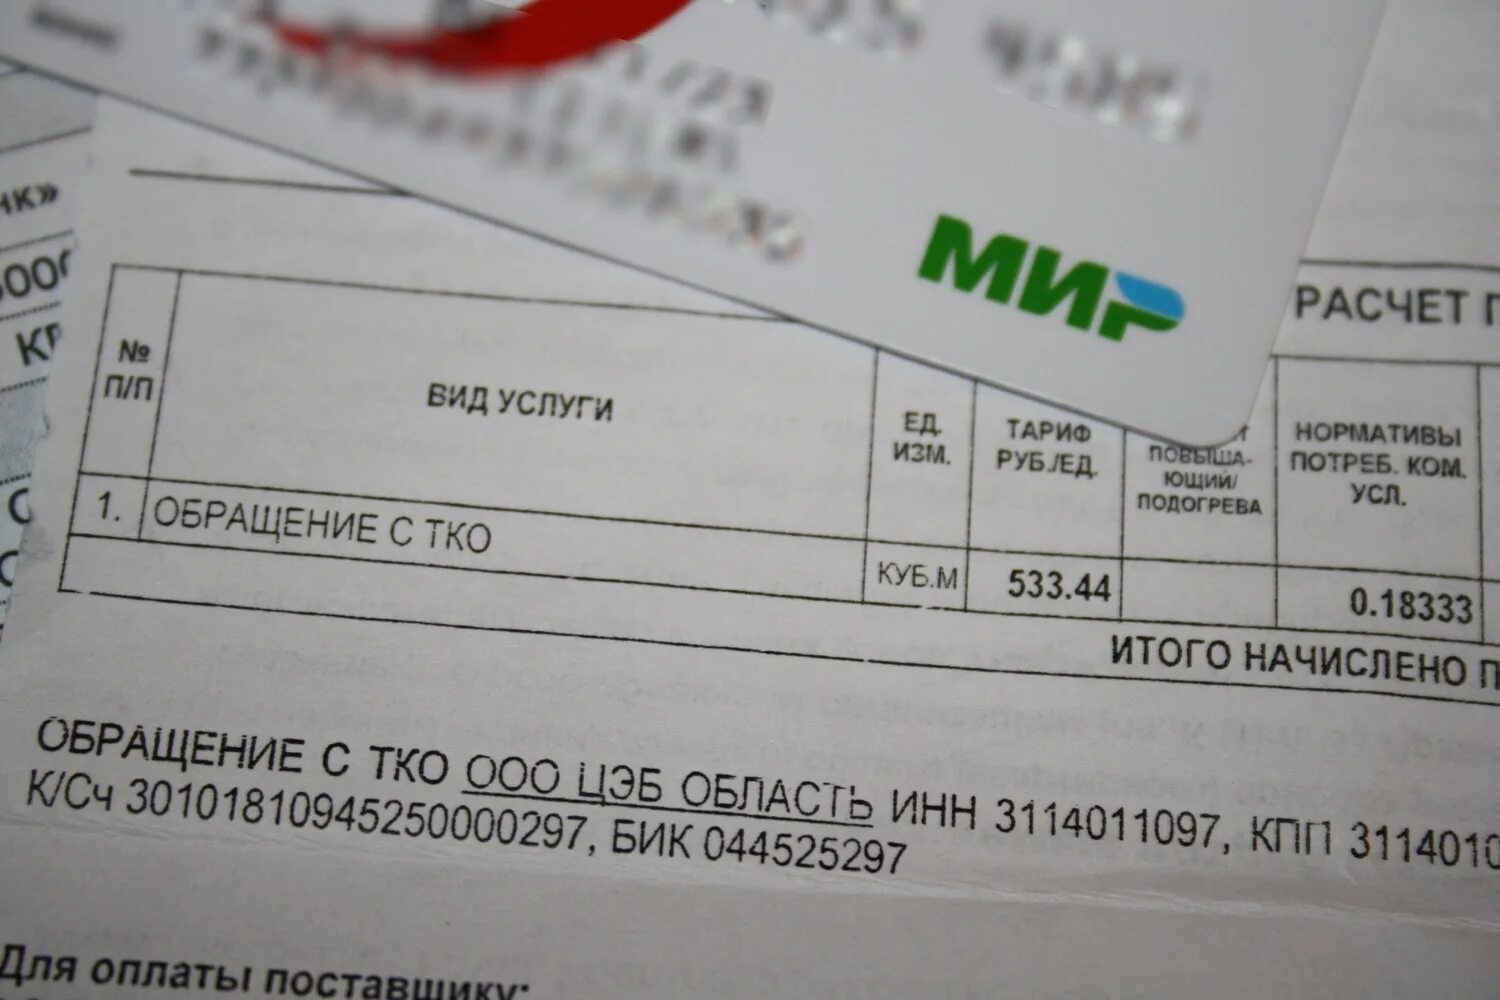 МИР
НК»
РАСЧЕТ П
№ П/П
ВИД УСЛУГИ
ЕД. ИЗМ.
ТАРИФ РУБ./ЕД.
ПОВЫША-
ЮЩИЙ/
ПОДОГРЕВА
НОРМАТИВЫ
ПОТРЕБ. КОМ.
УСЛ.
1. ОБРАЩЕНИЕ С ТКО
КУБ.М 533.44 0.18333
ИТОГО НАЧИСЛЕНО П
ОБРАЩЕНИЕ С ТКО ООО ЦЭБ ОБЛАСТЬ ИНН 3114011097, КПП 3114010
К/Сч 30101810945250000297, БИК 044525297
Для оплаты поставщику: